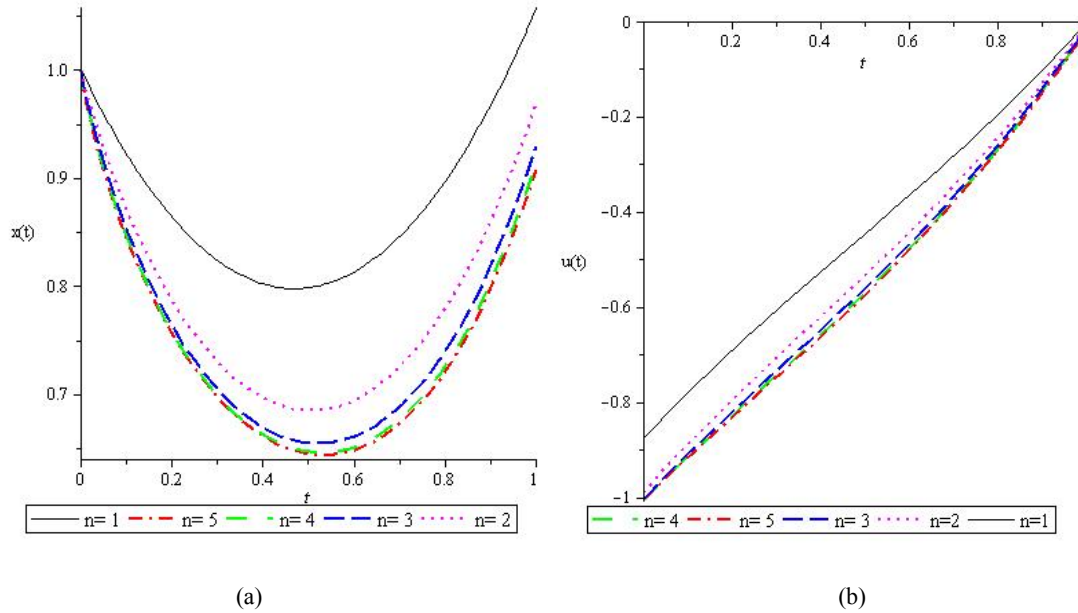 1.0
0.9
x(t)
0.8
0.7
0 0.2 0.4 0.6 0.8 1
t
n= 1 n= 5 n= 4 n= 3 n= 2
(a)
0
0.2 0.4 0.6 0.8
t
−0.2
−0.4
u(t)
−0.6
−0.8
−1
n= 4 n= 5 n= 3 n=2 n=1
(b)